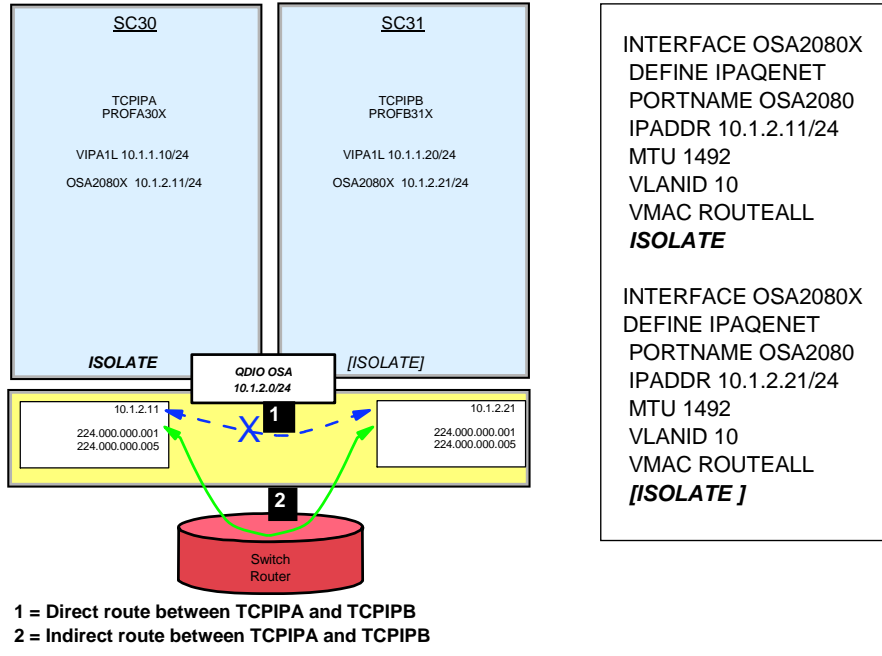 SC30
TCPIPA
PROFA30X
VIPA1L 10.1.1.10/24
OSA2080X 10.1.2.11/24
ISOLATE
SC31
TCPIPB
PROFB31X
VIPA1L 10.1.1.20/24
OSA2080X 10.1.2.21/24
[ISOLATE]
QDIO OSA
10.1.2.0/24
10.1.2.11
224.000.000.001
224.000.000.005
1
X
10.1.2.21
224.000.000.001
224.000.000.005
2
Switch
Router
1 = Direct route between TCPIPA and TCPIPB
2 = Indirect route between TCPIPA and TCPIPB
INTERFACE OSA2080X
DEFINE IPAQENET
PORTNAME OSA2080
IPADDR 10.1.2.11/24
MTU 1492
VLANID 10
VMAC ROUTEALL
ISOLATE
INTERFACE OSA2080X
DEFINE IPAQENET
PORTNAME OSA2080
IPADDR 10.1.2.21/24
MTU 1492
VLANID 10
VMAC ROUTEALL
[ISOLATE ]